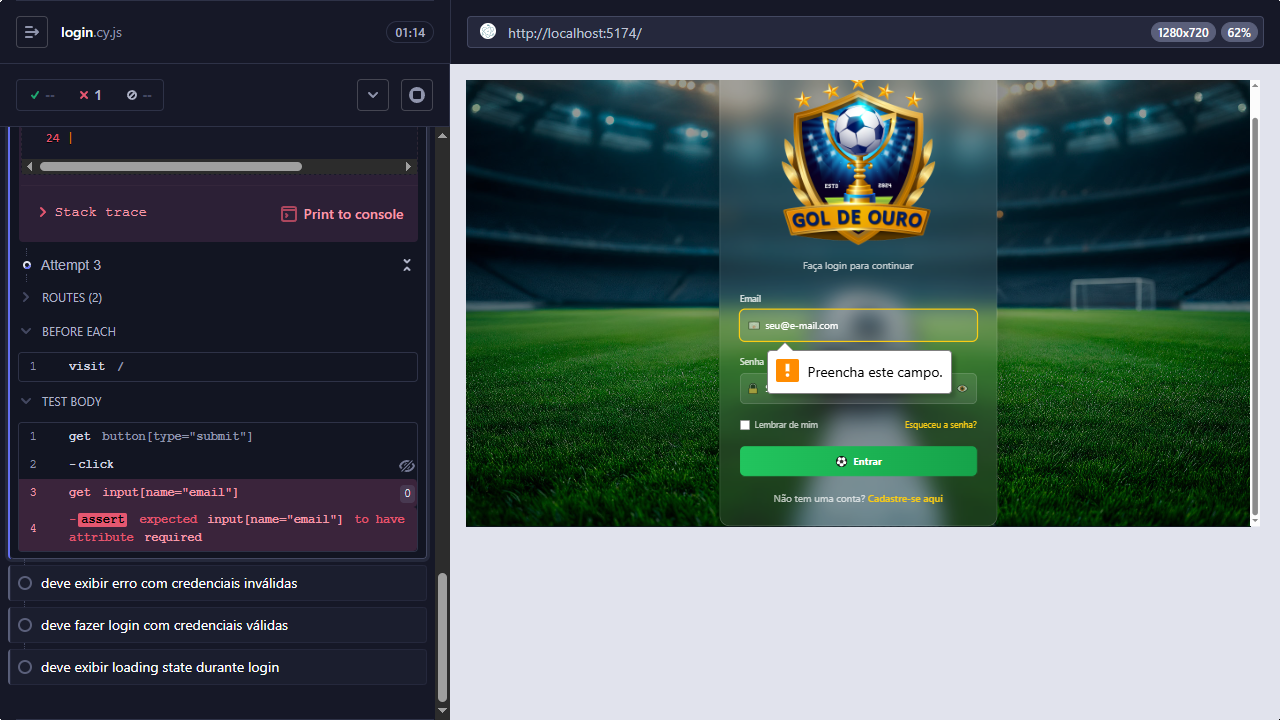 login.cy.js
01:14
--
1
--
24 |
Stack trace
Print to console
Attempt 3
ROUTES (2)
BEFORE EACH
1 visit /
TEST BODY
1 get button[type="submit"]
2 -click
3 get input[name="email"] 0
4 -assert expected input[name="email"] to have attribute required
deve exibir erro com credenciais inválidas
deve fazer login com credenciais válidas
deve exibir loading state durante login
http://localhost:5174/
1280x720
62%
ESTD 2024
GOL DE OURO
Faça login para continuar
Email
seu@e-mail.com
Senha
Preencha este campo.
Lembrar de mim
Esqueceu a senha?
Entrar
Não tem uma conta? Cadastre-se aqui